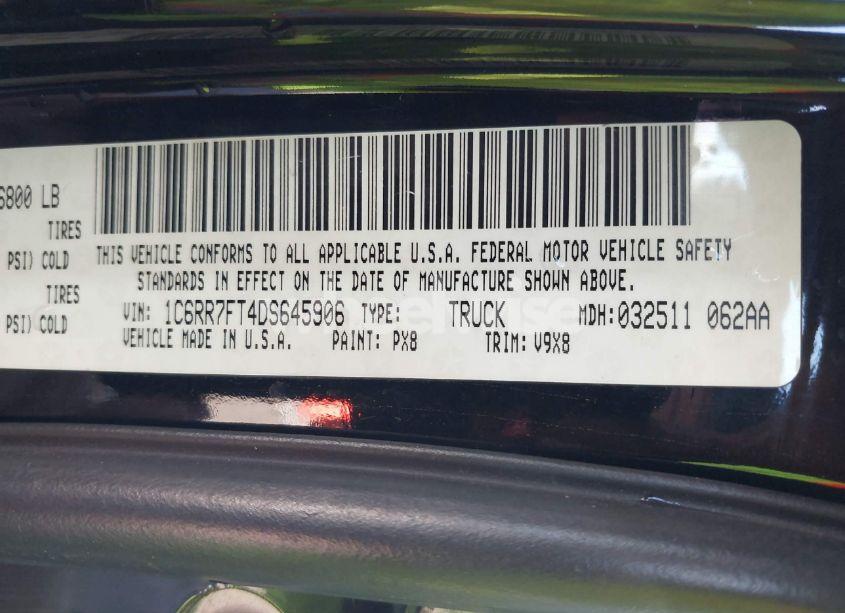 6800 LB
TIRES
PSI) COLD
TIRES
PSI) COLD
THIS VEHICLE CONFORMS TO ALL APPLICABLE U.S.A. FEDERAL MOTOR VEHICLE SAFETY
STANDARDS IN EFFECT ON THE DATE OF MANUFACTURE SHOWN ABOVE.
VIN: 1C6RR7FT4DS645906 TYPE: TRUCK MDH: 032511 062AA
VEHICLE MADE IN U.S.A. PAINT: PX8 TRIM: V9X8